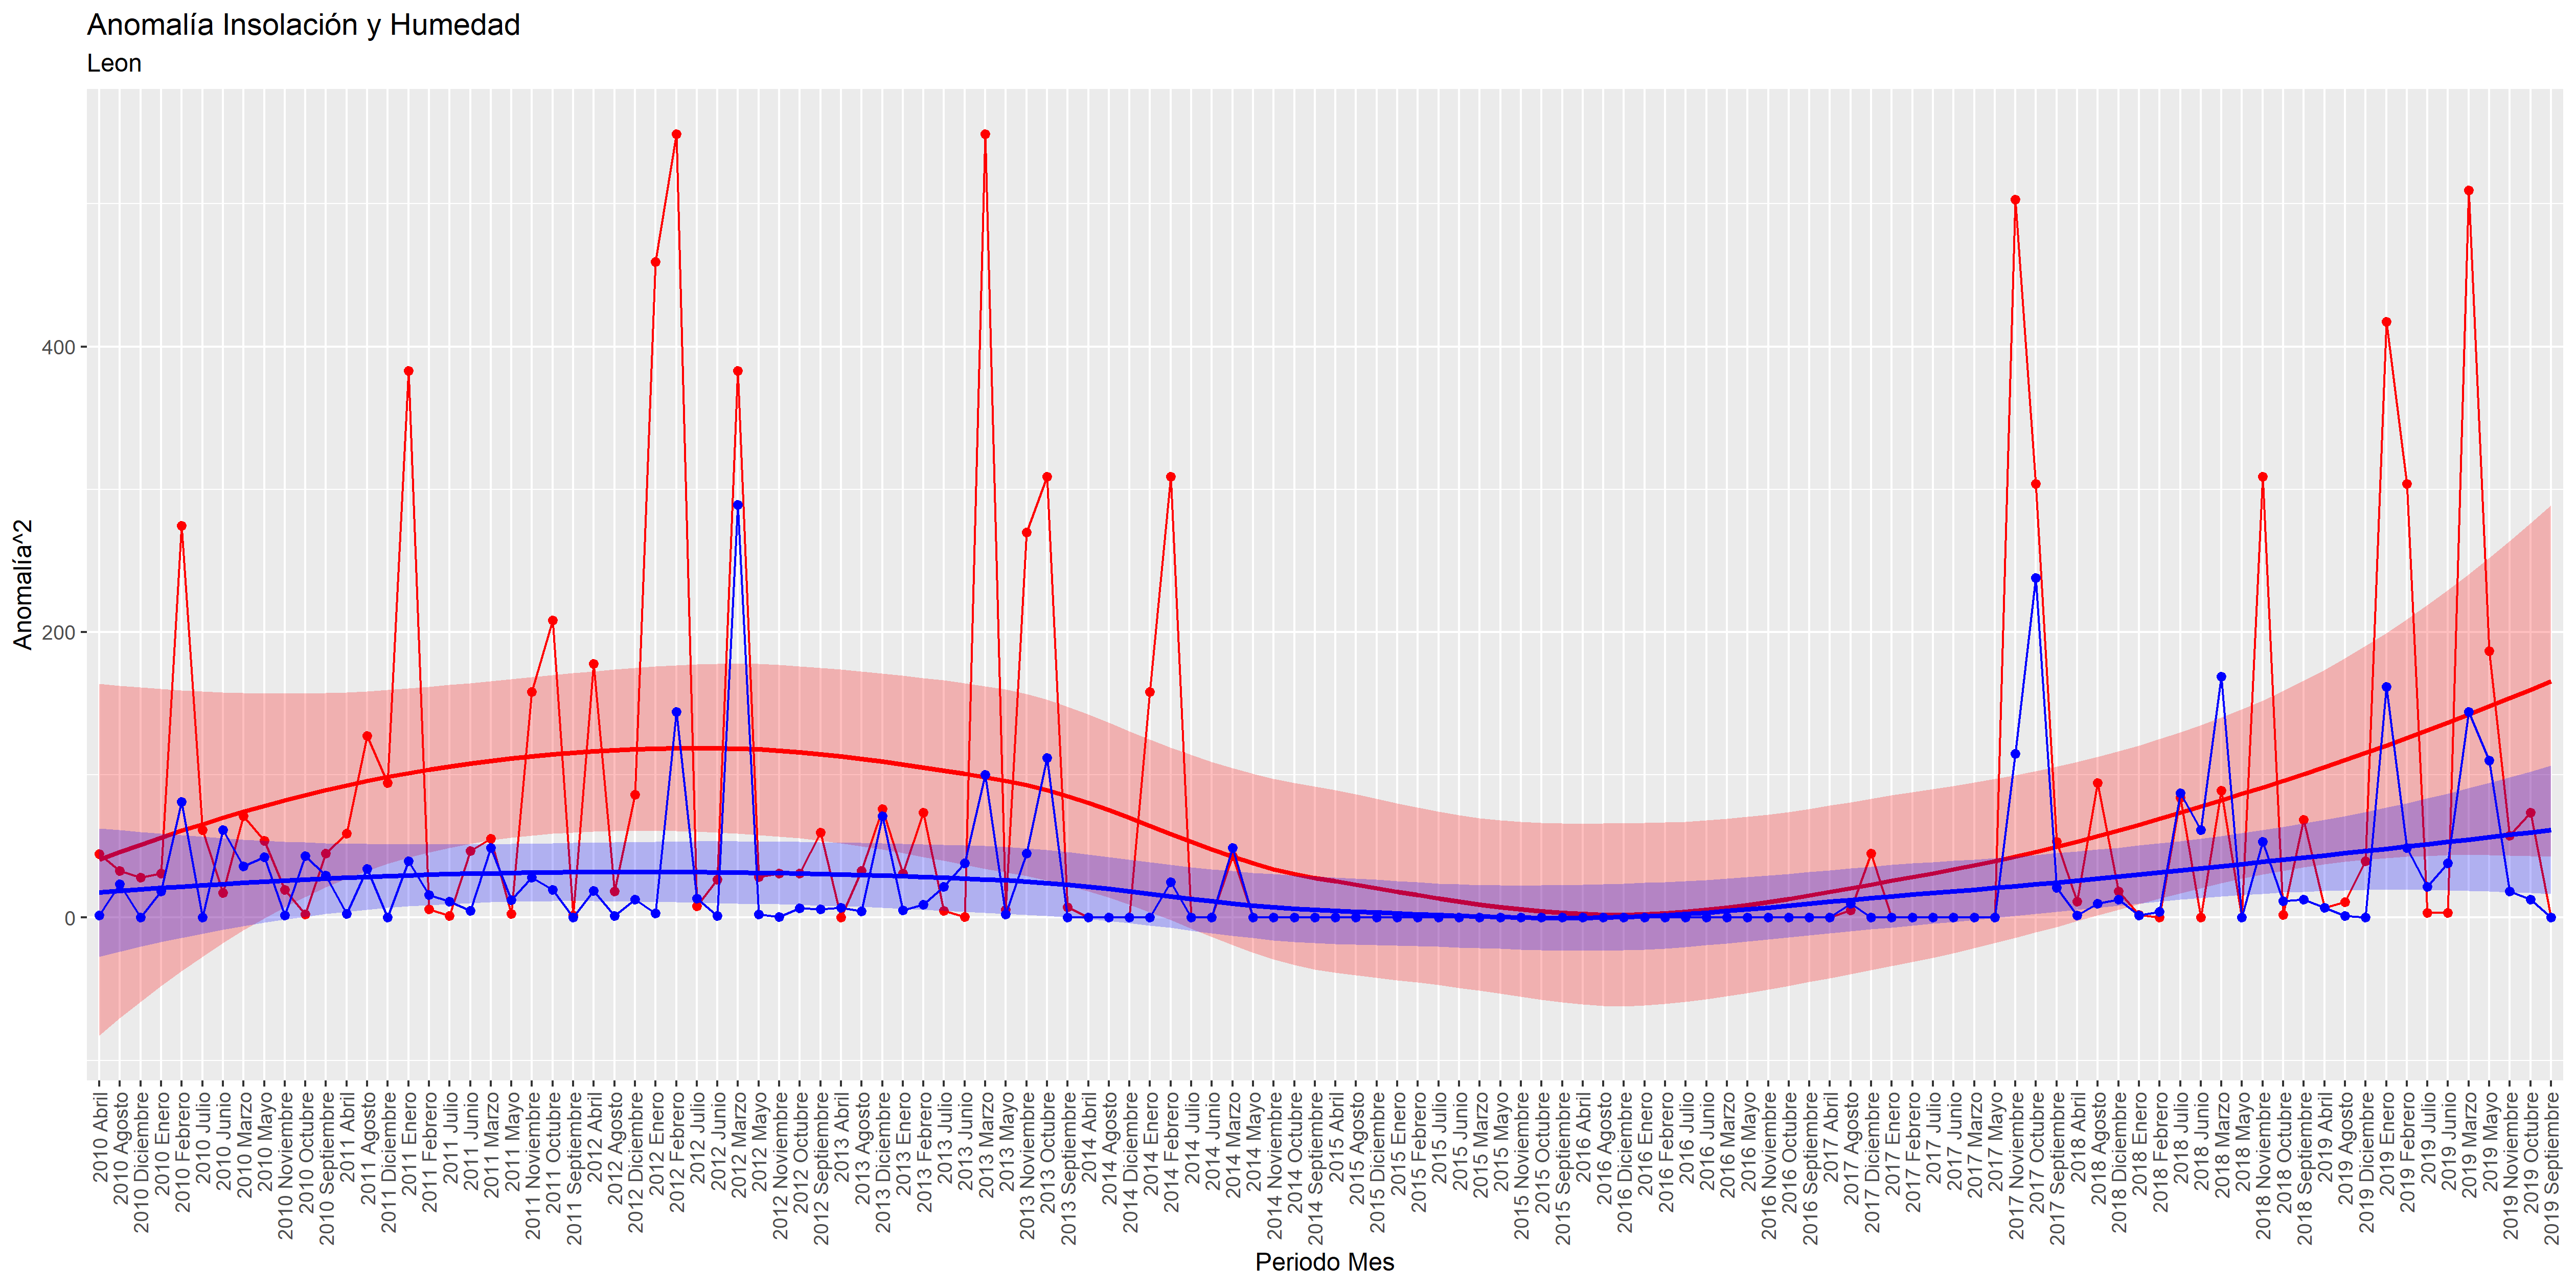 Anomalía Insolación y Humedad
Leon
Anomalía^2
400
200
0
2010 Abril
2010 Agosto
2010 Diciembre
2010 Enero
2010 Febrero
2010 Julio
2010 Junio
2010 Marzo
2010 Mayo
2010 Noviembre
2010 Octubre
2010 Septiembre
2011 Abril
2011 Agosto
2011 Diciembre
2011 Enero
2011 Febrero
2011 Julio
2011 Junio
2011 Marzo
2011 Mayo
2011 Noviembre
2011 Octubre
2011 Septiembre
2012 Abril
2012 Agosto
2012 Diciembre
2012 Enero
2012 Febrero
2012 Julio
2012 Junio
2012 Marzo
2012 Mayo
2012 Noviembre
2012 Octubre
2012 Septiembre
2013 Abril
2013 Agosto
2013 Diciembre
2013 Enero
2013 Febrero
2013 Julio
2013 Junio
2013 Marzo
2013 Mayo
2013 Noviembre
2013 Octubre
2013 Septiembre
2014 Abril
2014 Agosto
2014 Diciembre
2014 Enero
2014 Febrero
2014 Julio
2014 Junio
2014 Marzo
2014 Mayo
2014 Noviembre
2014 Octubre
2014 Septiembre
2015 Abril
2015 Agosto
2015 Diciembre
2015 Enero
2015 Febrero
2015 Julio
2015 Junio
2015 Marzo
2015 Mayo
2015 Noviembre
2015 Octubre
2015 Septiembre
2016 Abril
2016 Agosto
2016 Diciembre
2016 Enero
2016 Febrero
2016 Julio
2016 Junio
2016 Marzo
2016 Mayo
2016 Noviembre
2016 Octubre
2016 Septiembre
2017 Abril
2017 Agosto
2017 Diciembre
2017 Enero
2017 Febrero
2017 Julio
2017 Junio
2017 Marzo
2017 Mayo
2017 Noviembre
2017 Octubre
2017 Septiembre
2018 Abril
2018 Agosto
2018 Diciembre
2018 Enero
2018 Febrero
2018 Julio
2018 Junio
2018 Marzo
2018 Mayo
2018 Noviembre
2018 Octubre
2018 Septiembre
2019 Abril
2019 Agosto
2019 Diciembre
2019 Enero
2019 Febrero
2019 Julio
2019 Junio
2019 Marzo
2019 Mayo
2019 Noviembre
2019 Octubre
2019 Septiembre
Periodo Mes